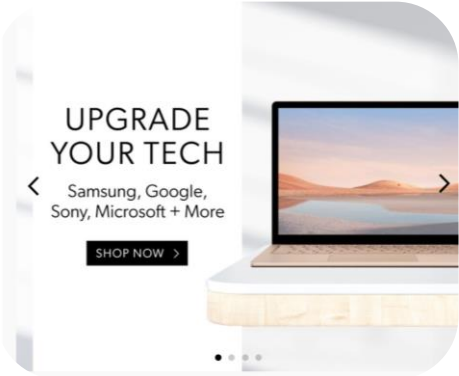 UPGRADE
YOUR TECH
Samsung, Google,
Sony, Microsoft + More
SHOP NOW